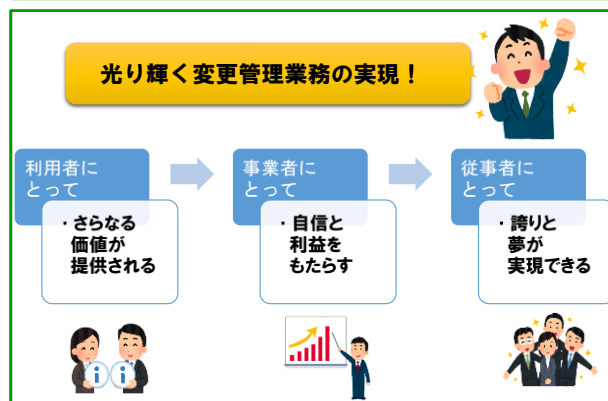 光り輝く変更管理業務の実現！
利用者に
とって
・さらなる
価値が
提供される
事業者に
とって
・自信と
利益を
もたらす
従事者に
とって
・誇りと
夢が
実現できる
i i